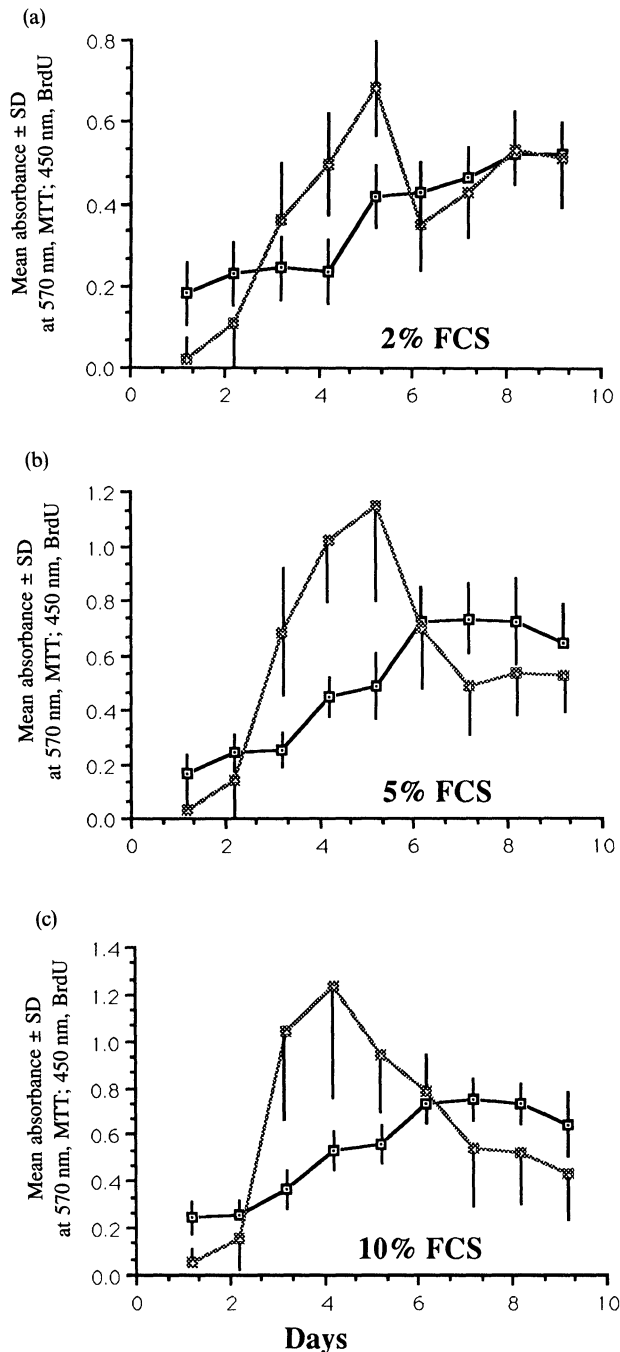 (a)
Mean absorbance ± SD
at 570 nm, MTT; 450 nm, BrdU
0.8
0.6
0.4
0.2
0.0
2% FCS
0 2 4 6 8 10
(b)
Mean absorbance ± SD
at 570 nm, MTT; 450 nm, BrdU
1.2
1.0
0.8
0.6
0.4
0.2
0.0
5% FCS
0 2 4 6 8 10
(c)
Mean absorbance ± SD
at 570 nm, MTT; 450 nm, BrdU
1.4
1.2
1.0
0.8
0.6
0.4
0.2
0.0
10% FCS
0 2 4 6 8 10
Days